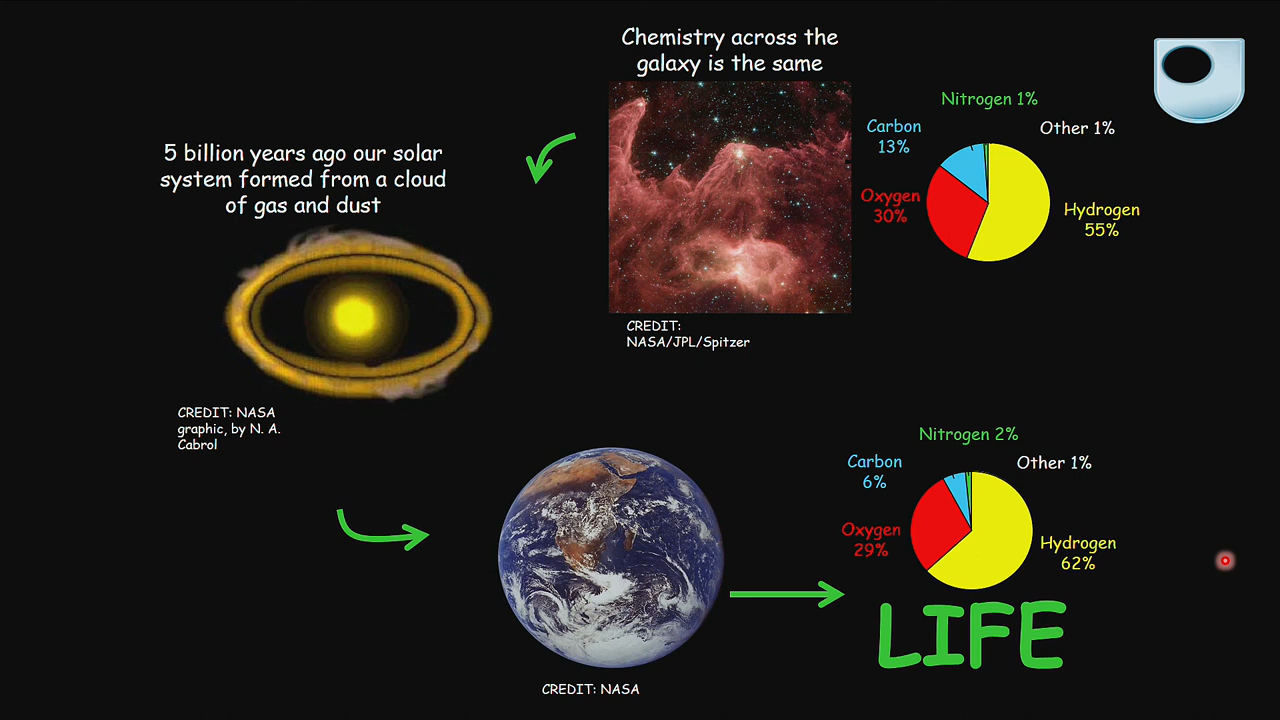 Chemistry across the
galaxy is the same
Nitrogen 1%
Carbon
13%
Other 1%
Oxygen
30%
Hydrogen
55%
CREDIT:
NASA/JPL/Spitzer
5 billion years ago our solar
system formed from a cloud
of gas and dust
CREDIT: NASA
graphic, by N. A.
Cabrol
CREDIT: NASA
Nitrogen 2%
Carbon
6%
Other 1%
Oxygen
29%
Hydrogen
62%
LIFE